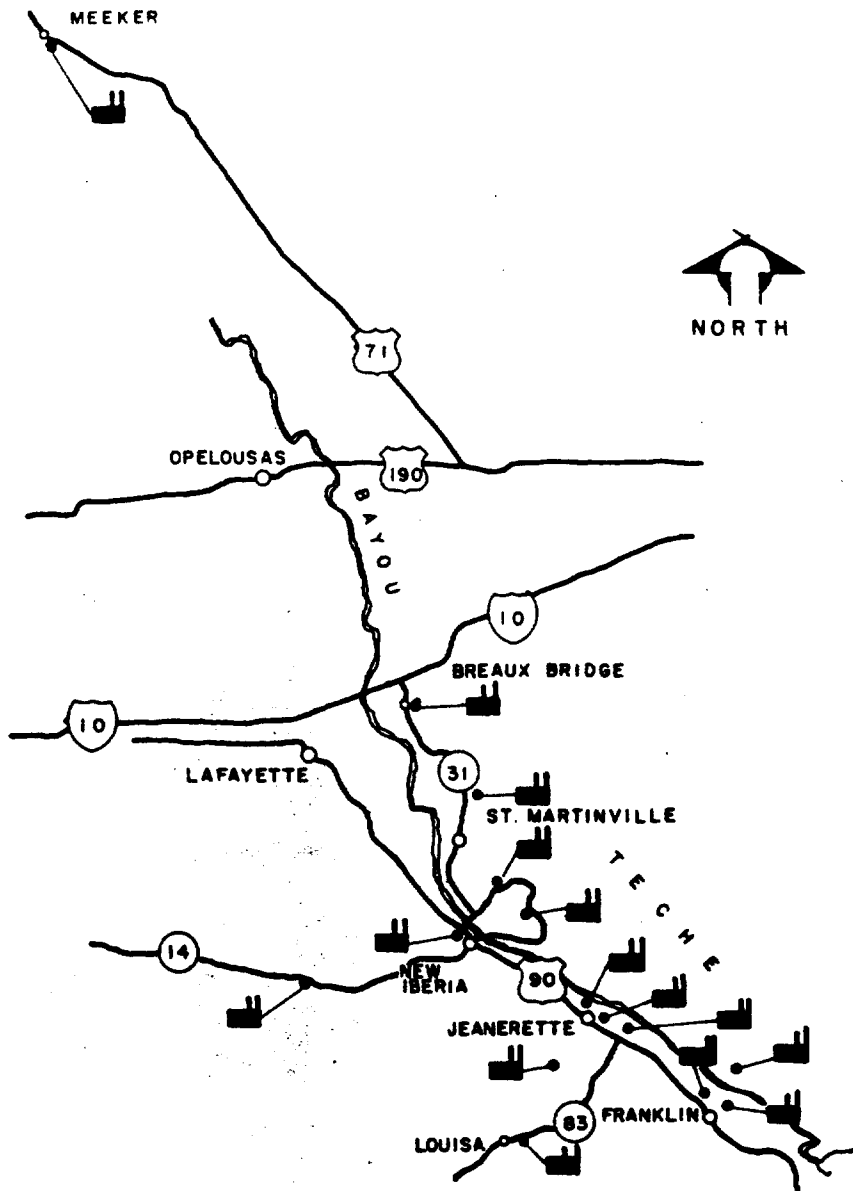 MEEKER
NORTH
71
OPELOUSAS
190
BAYOU
10
BREAUX BRIDGE
10
LAFAYETTE
31
ST. MARTINVILLE
TECHE
14
NEW
IBERIA
90
JEANERETTE
83
FRANKLIN
LOUISA